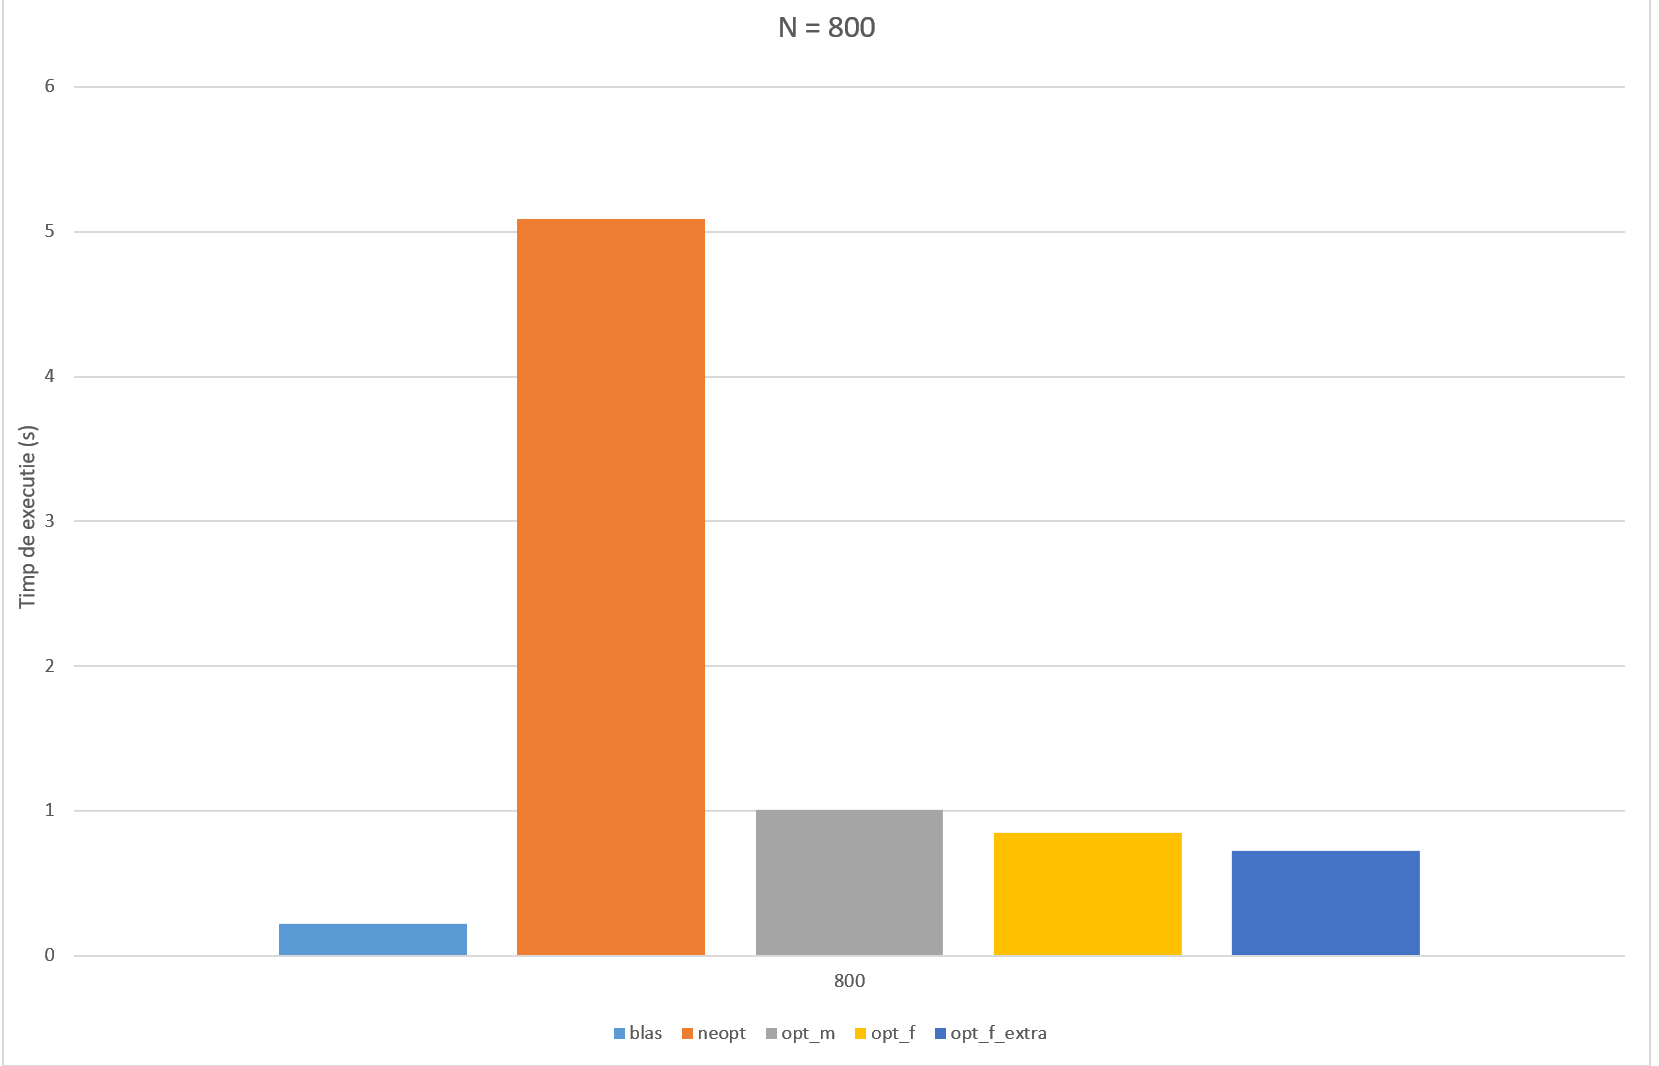 N = 800
6
5
4
3
2
1
0
Timp de executie (s)
800
blas neopt opt_m opt_f opt_f_extra